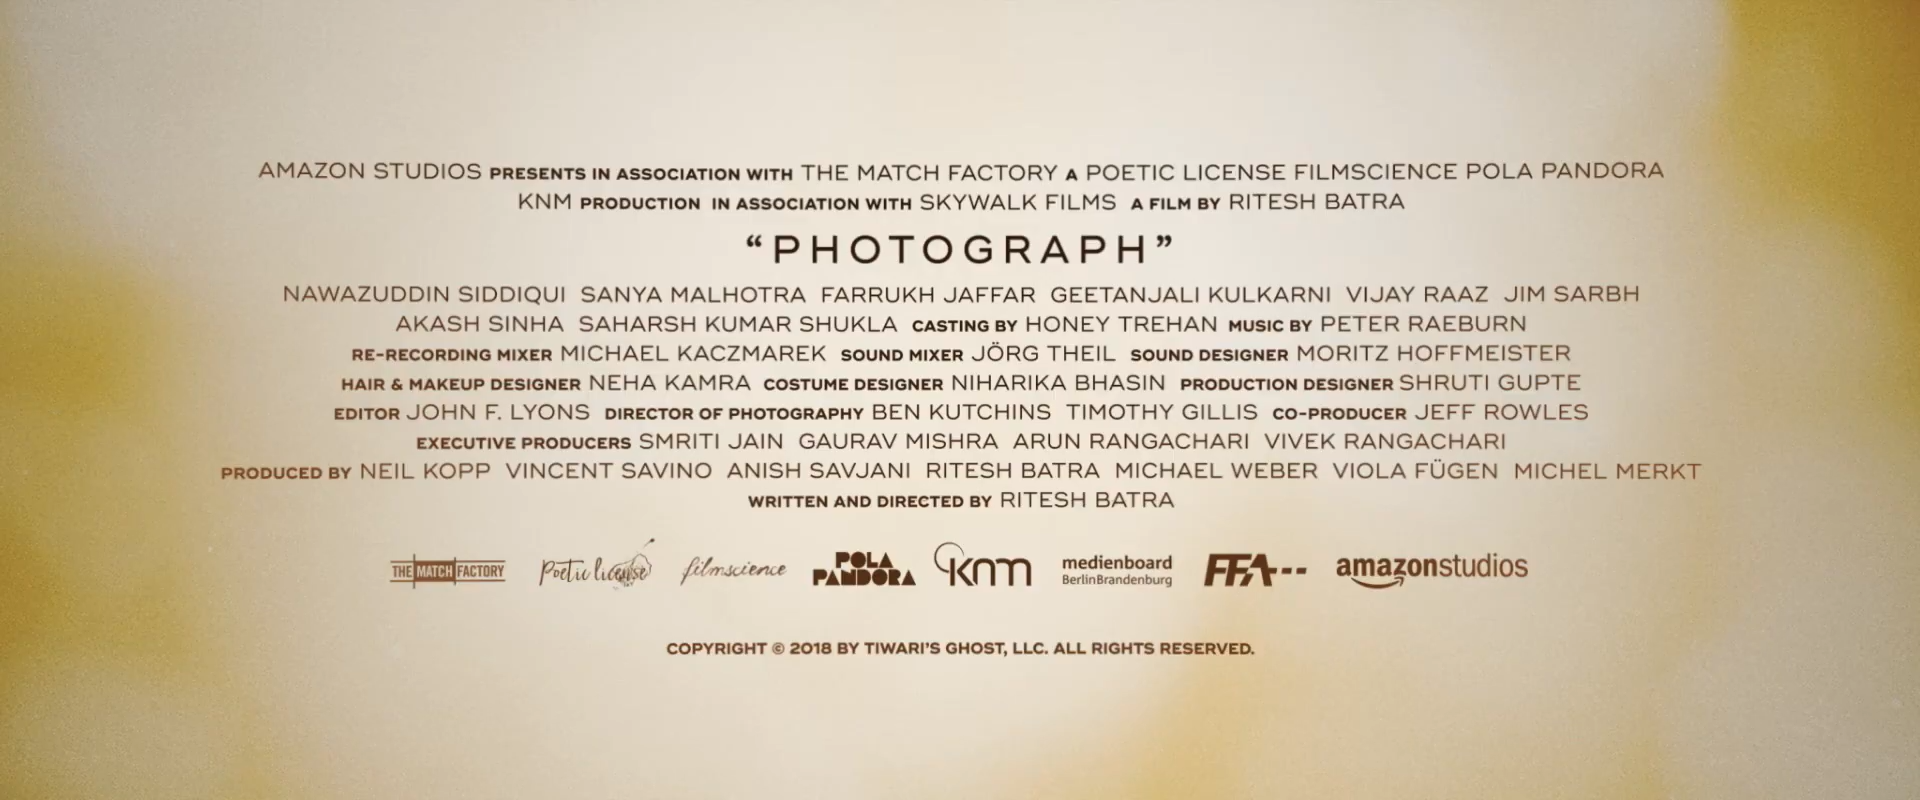 AMAZON STUDIOS PRESENTS IN ASSOCIATION WITH THE MATCH FACTORY A POETIC LICENSE FILMSCIENCE POLA PANDORA
KNM PRODUCTION IN ASSOCIATION WITH SKYWALK FILMS A FILM BY RITESH BATRA
“PHOTOGRAPH”
NAWAZUDDIN SIDDIQUI SANYA MALHOTRA FARRUKH JAFFAR GEETANJALI KULKARNI VIJAY RAAZ JIM SARBH
AKASH SINHA SAHARSH KUMAR SHUKLA CASTING BY HONEY TREHAN MUSIC BY PETER RAEBURN
RE-RECORDING MIXER MICHAEL KACZMAREK SOUND MIXER JÖRG THEIL SOUND DESIGNER MORITZ HOFFMEISTER
HAIR & MAKEUP DESIGNER NEHA KAMRA COSTUME DESIGNER NIHARIKA BHASIN PRODUCTION DESIGNER SHRUTI GUPTE
EDITOR JOHN F. LYONS DIRECTOR OF PHOTOGRAPHY BEN KUTCHINS TIMOTHY GILLIS CO-PRODUCER JEFF ROWLES
EXECUTIVE PRODUCERS SMRITI JAIN GAURAV MISHRA ARUN RANGACHARI VIVEK RANGACHARI
PRODUCED BY NEIL KOPP VINCENT SAVINO ANISH SAVJANI RITESH BATRA MICHAEL WEBER VIOLA FÜGEN MICHEL MERKT
WRITTEN AND DIRECTED BY RITESH BATRA
THE MATCH FACTORY
Poetic license
filmscience
POLA
PANDORA
knm
medienboard
BerlinBrandenburg
FFA
amazonstudios
COPYRIGHT © 2018 BY TIWARI’S GHOST, LLC. ALL RIGHTS RESERVED.